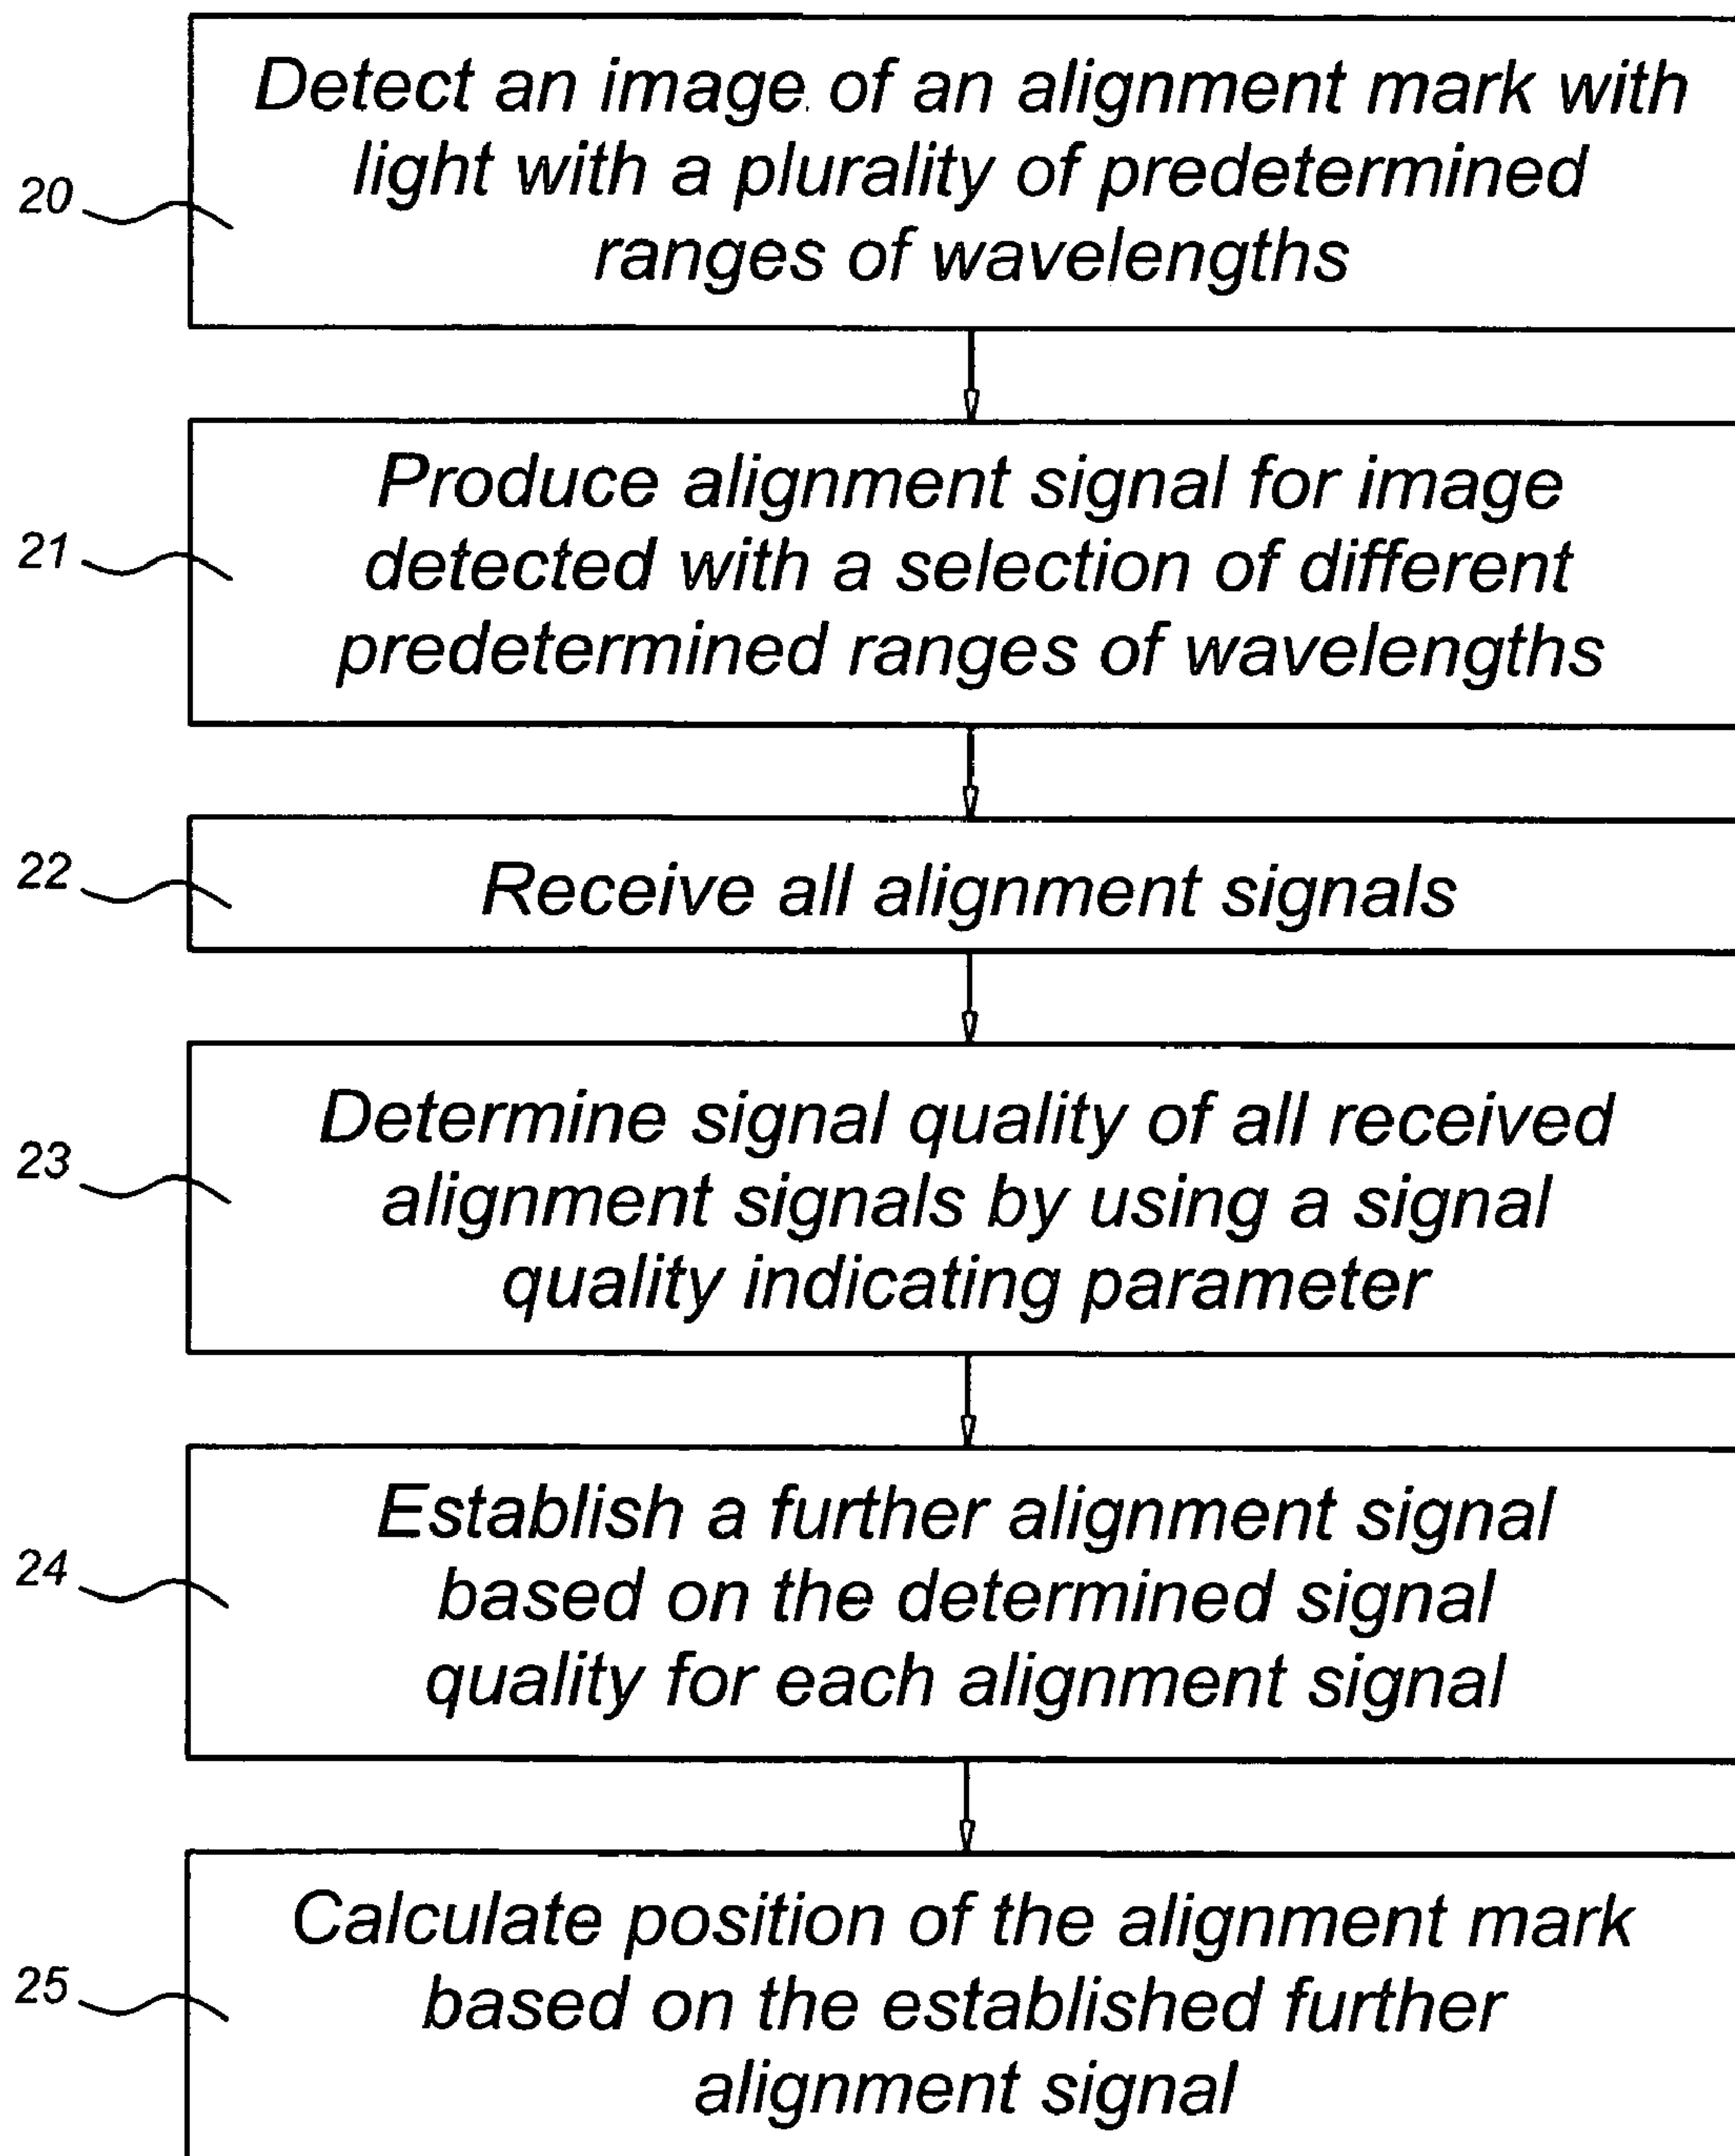 Detect an image of an alignment mark with
light with a plurality of predetermined
20
ranges of wavelengths
Produce alignment signal for image
21
detected with a selection of different
predetermined ranges of wavelengths
22
Receive all alignment signals
Determine signal quality of all received
23
alignment signals by using a signal
quality indicating parameter
Establish a further alignment signal
24
based on the determined signal
quality for each alignment signal
Calculate position of the alignment mark
25
based on the established further
alignment signal